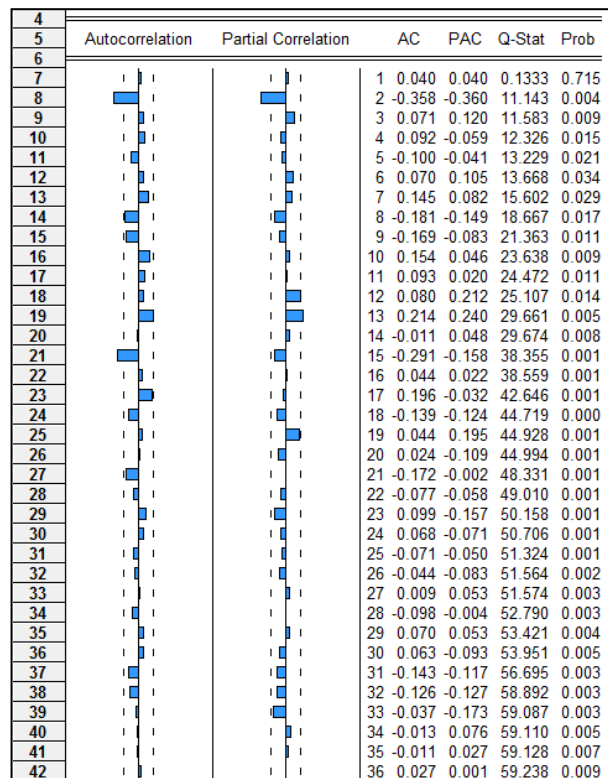 4
5 Autocorrelation Partial Correlation AC PAC Q-Stat Prob
6
7 1 0.040 0.040 0.1333 0.715
8 2 -0.358 -0.360 11.143 0.004
9 3 0.071 0.120 11.583 0.009
10 4 0.092 -0.059 12.326 0.015
11 5 -0.100 -0.041 13.229 0.021
12 6 0.070 0.105 13.668 0.034
13 7 0.145 0.082 15.602 0.029
14 8 -0.181 -0.149 18.667 0.017
15 9 -0.169 -0.083 21.363 0.011
16 10 0.154 0.046 23.638 0.009
17 11 0.093 0.020 24.472 0.011
18 12 0.080 0.212 25.107 0.014
19 13 0.214 0.240 29.661 0.005
20 14 -0.011 0.048 29.674 0.008
21 15 -0.291 -0.158 38.355 0.001
22 16 0.044 0.022 38.559 0.001
23 17 0.196 -0.032 42.646 0.001
24 18 -0.139 -0.124 44.719 0.000
25 19 0.044 0.195 44.928 0.001
26 20 0.024 -0.109 44.994 0.001
27 21 -0.172 -0.002 48.331 0.001
28 22 -0.077 -0.058 49.010 0.001
29 23 0.099 -0.157 50.158 0.001
30 24 0.068 -0.071 50.706 0.001
31 25 -0.071 -0.050 51.324 0.001
32 26 -0.044 -0.083 51.564 0.002
33 27 0.009 0.053 51.574 0.003
34 28 -0.098 -0.004 52.790 0.003
35 29 0.070 0.053 53.421 0.004
36 30 0.063 -0.093 53.951 0.005
37 31 -0.143 -0.117 56.695 0.003
38 32 -0.126 -0.127 58.892 0.003
39 33 -0.037 -0.173 59.087 0.003
40 34 -0.013 0.076 59.110 0.005
41 35 -0.011 0.027 59.128 0.007
42 36 0.027 0.001 59.238 0.009